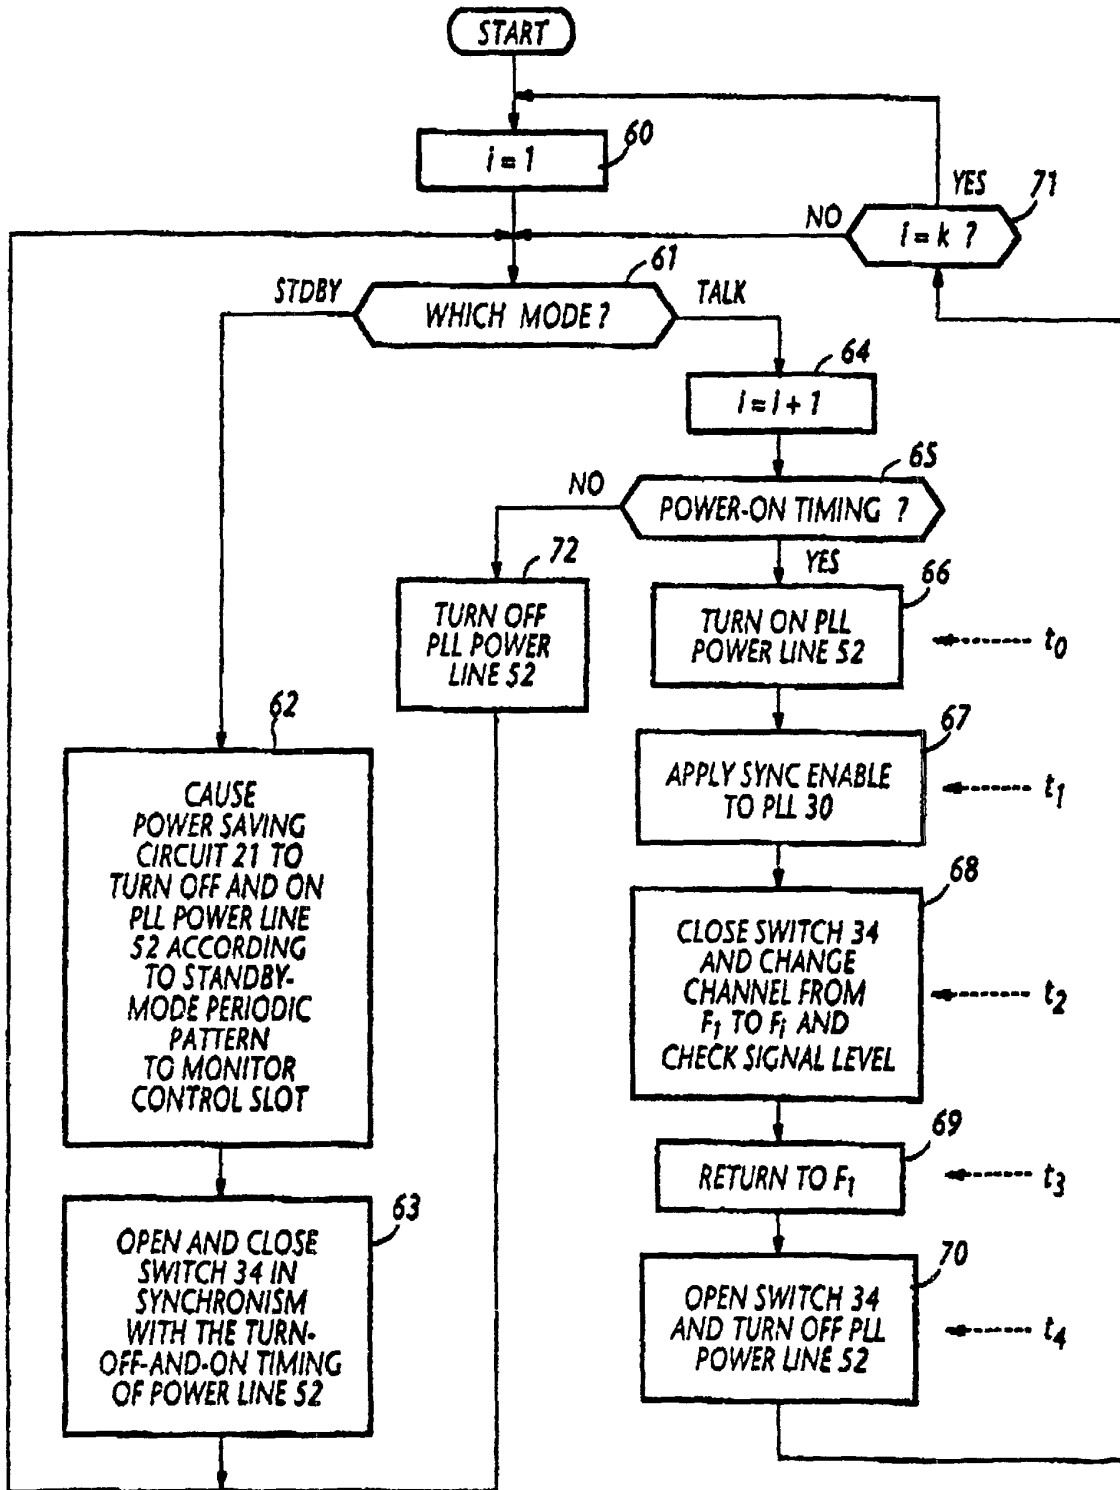 START
i = 1
60
YES
71
NO
i = k ?
STDBY
61
TALK
WHICH MODE ?
64
i = i + 1
65
NO
POWER-ON TIMING ?
YES
72
TURN OFF
PLL POWER
LINE 52
66
TURN ON PLL
POWER LINE 52
t0
62
CAUSE
POWER SAVING
CIRCUIT 21 TO
TURN OFF AND ON
PLL POWER LINE
52 ACCORDING
TO STANDBY-
MODE PERIODIC
PATTERN
TO MONITOR
CONTROL SLOT
67
APPLY SYNC ENABLE
TO PLL 30
t1
68
CLOSE SWITCH 34
AND CHANGE
CHANNEL FROM
F1 TO Fi AND
CHECK SIGNAL LEVEL
t2
69
RETURN TO F1
t3
63
OPEN AND CLOSE
SWITCH 34 IN
SYNCHRONISM
WITH THE TURN-
OFF-AND-ON TIMING
OF POWER LINE 52
70
OPEN SWITCH 34
AND TURN OFF PLL
POWER LINE 52
t4